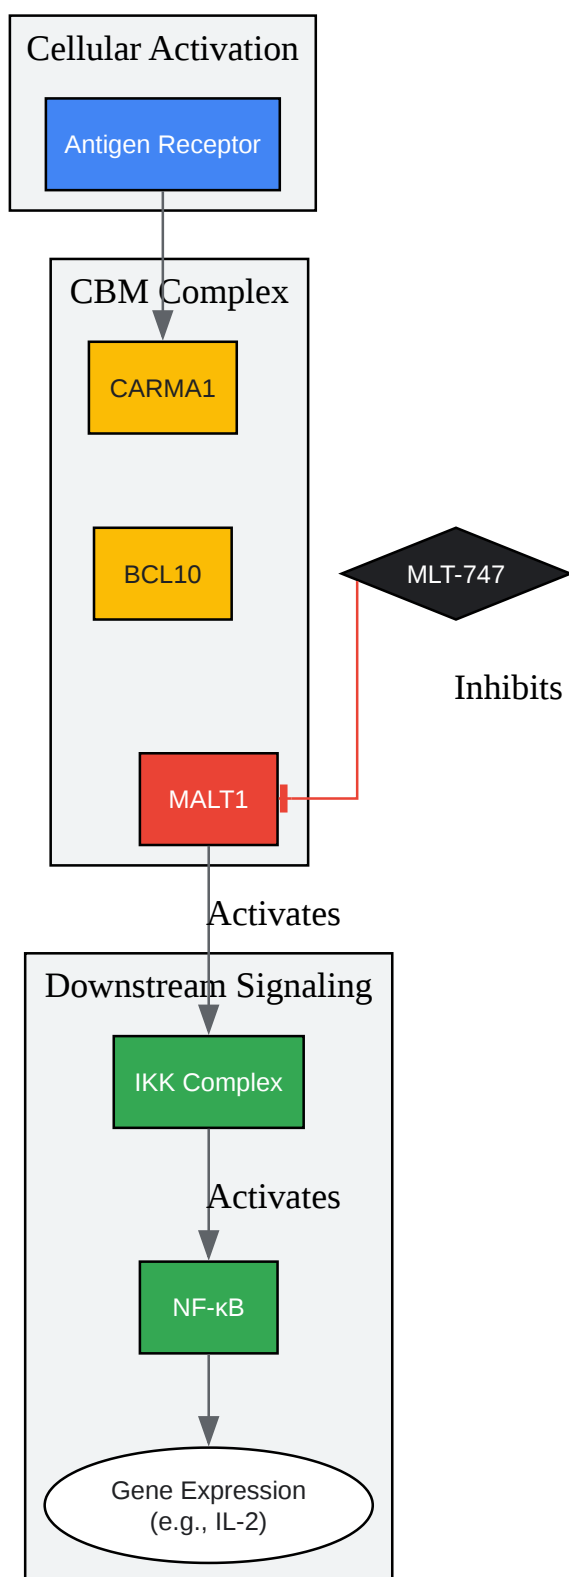 Cellular Activation
Antigen Receptor
CBM Complex
CARMA1
BCL10
MLT-747
Inhibits
MALT1
Activates
Downstream Signaling
IKK Complex
Activates
NF-κB
Gene Expression
(e.g., IL-2)